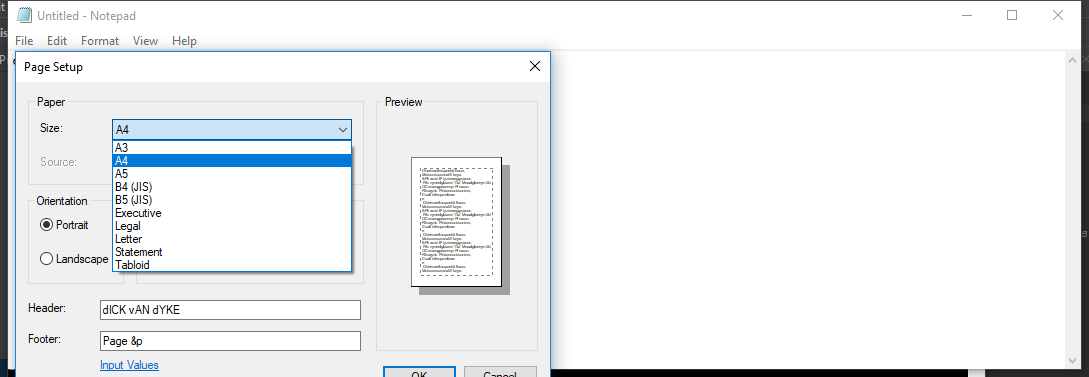 Untitled - Notepad
File Edit Format View Help
Page Setup
Paper
Size: A4
Source:
A3
A4
A5
B4 (JIS)
B5 (JIS)
Executive
Legal
Letter
Statement
Tabloid
Orientation
Portrait
Landscape
Preview
Header: dICK vAN dYKE
Footer: Page &p
Input Values
OK Cancel